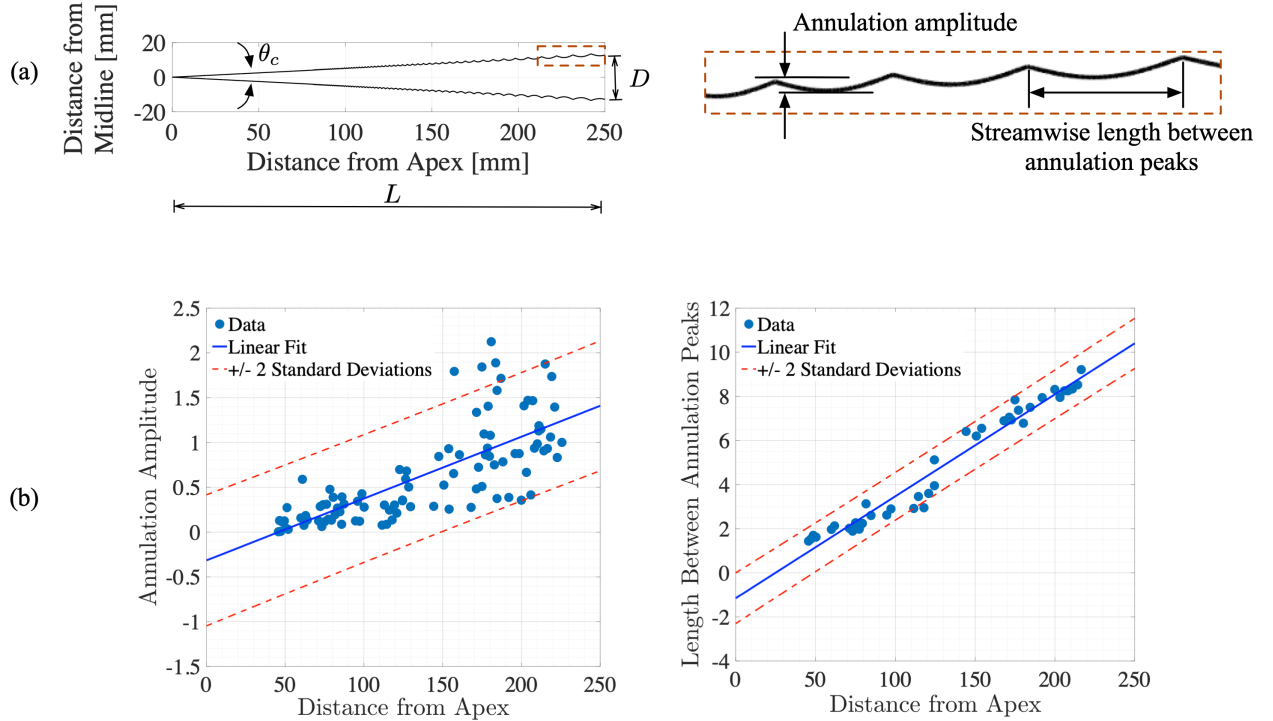 (a)
Distance from
Midline [mm]
20
0
-20
θc
D
0
50
100
150
200
250
Distance from Apex [mm]
L
Annulation amplitude
Streamwise length between
annulation peaks
(b)
Annulation Amplitude
2.5
2
1.5
1
0.5
0
-0.5
-1
-1.5
Data
Linear Fit
+/- 2 Standard Deviations
0
50
100
150
200
250
Distance from Apex
Length Between Annulation Peaks
12
10
8
6
4
2
0
-2
-4
Data
Linear Fit
+/- 2 Standard Deviations
0
50
100
150
200
250
Distance from Apex